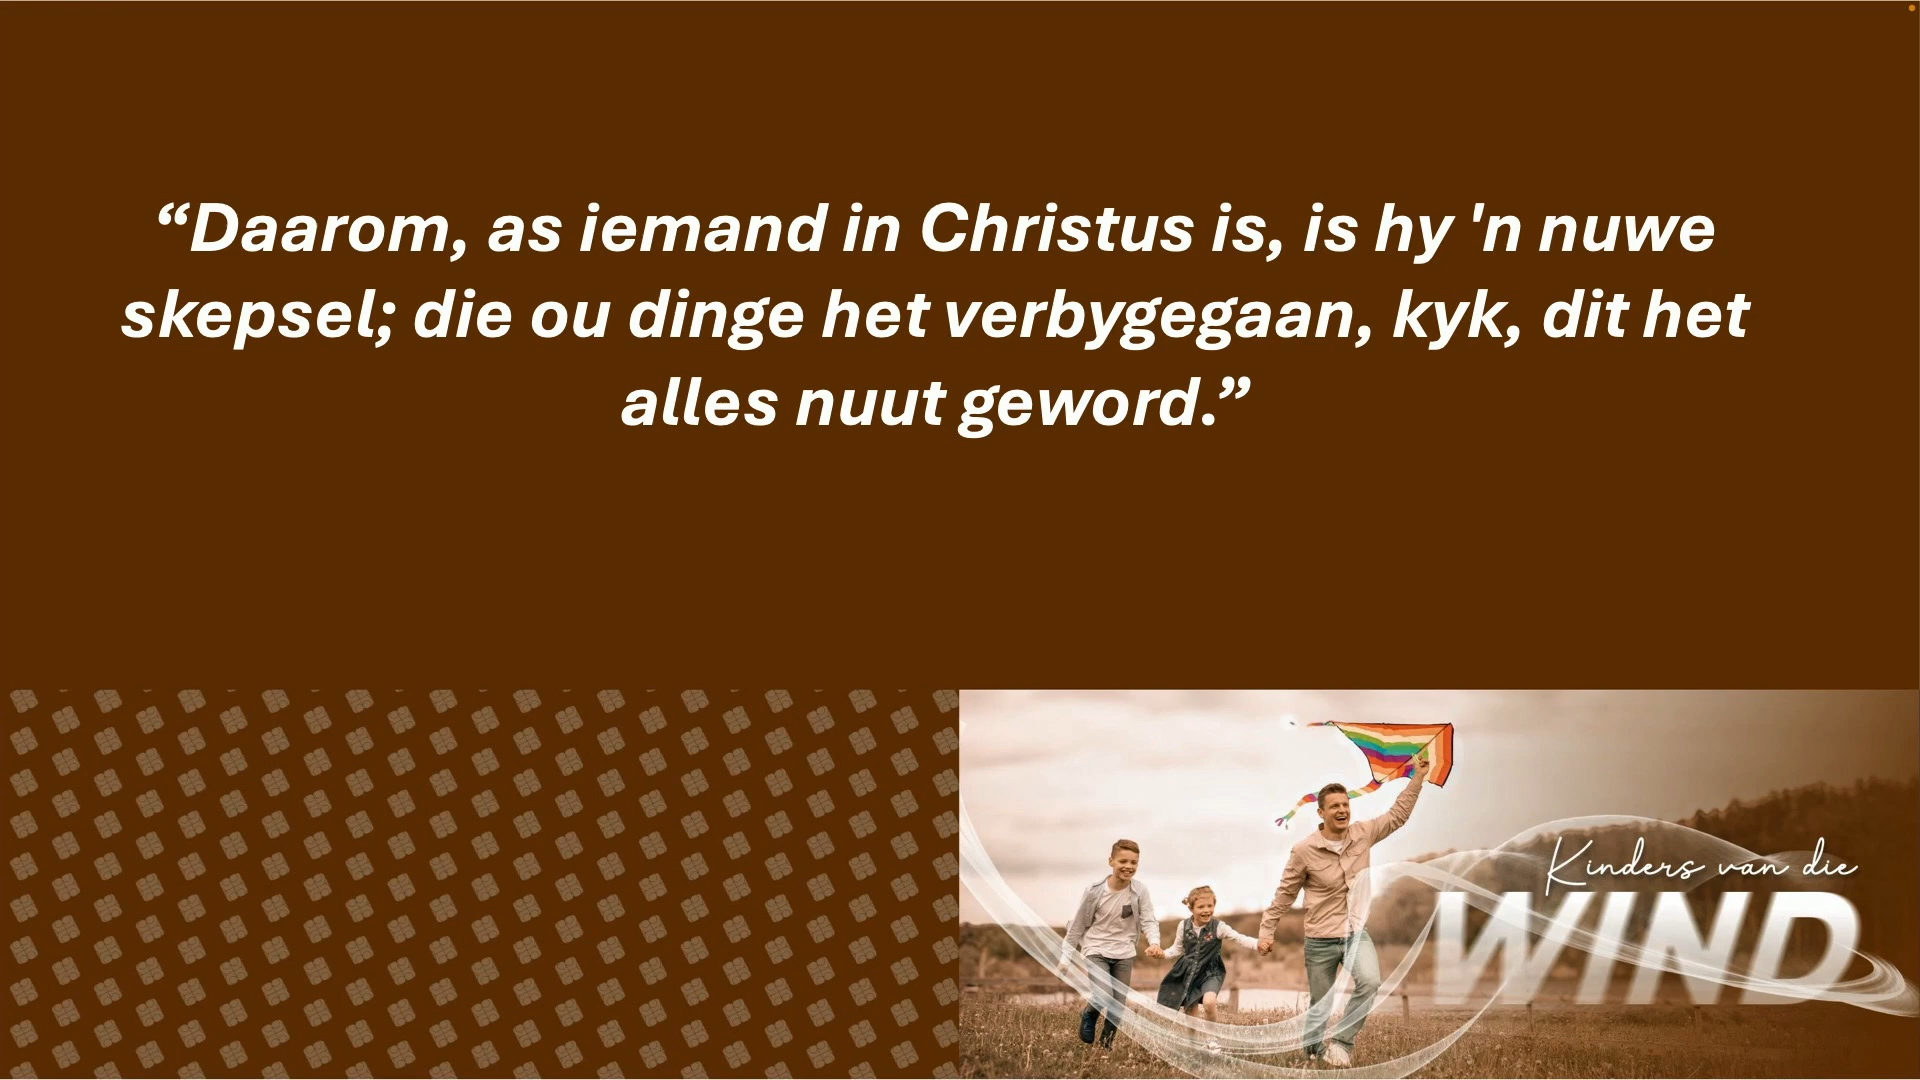 “Daarom, as iemand in Christus is, is hy 'n nuwe
skepsel; die ou dinge het verbygegaan, kyk, dit het
alles nuut geword.”
Kinders van die
WIND